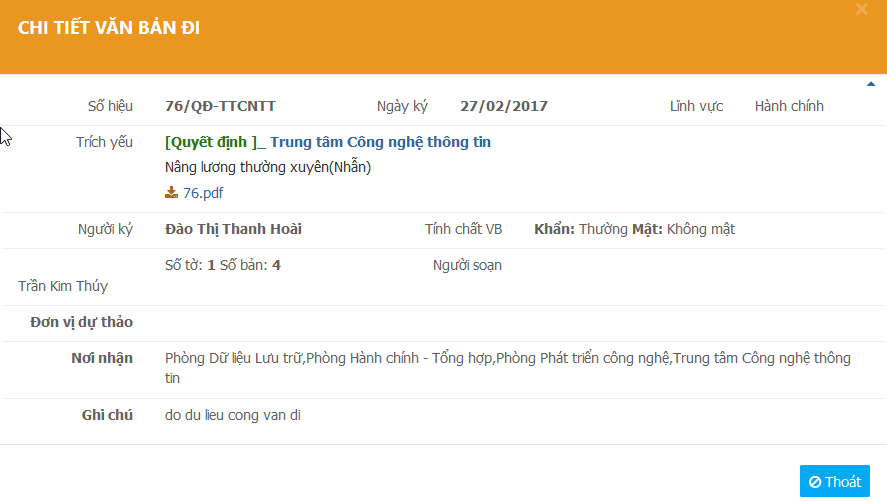 CHI TIẾT VĂN BẢN ĐI
×
Số hiệu 76/QĐ-TTCNTT Ngày ký 27/02/2017 Lĩnh vực Hành chính
Trích yếu [Quyết định ]_ Trung tâm Công nghệ thông tin
Nâng lương thường xuyên(Nhẫn)
76.pdf
Người ký Đào Thị Thanh Hoài Tính chất VB Khẩn: Thường Mật: Không mật
Số tờ: 1 Số bản: 4 Người soạn
Trần Kim Thúy
Đơn vị dự thảo
Nơi nhận Phòng Dữ liệu Lưu trữ,Phòng Hành chính - Tổng hợp,Phòng Phát triển công nghệ,Trung tâm Công nghệ thông
tin
Ghi chú do du lieu cong van di
Thoát